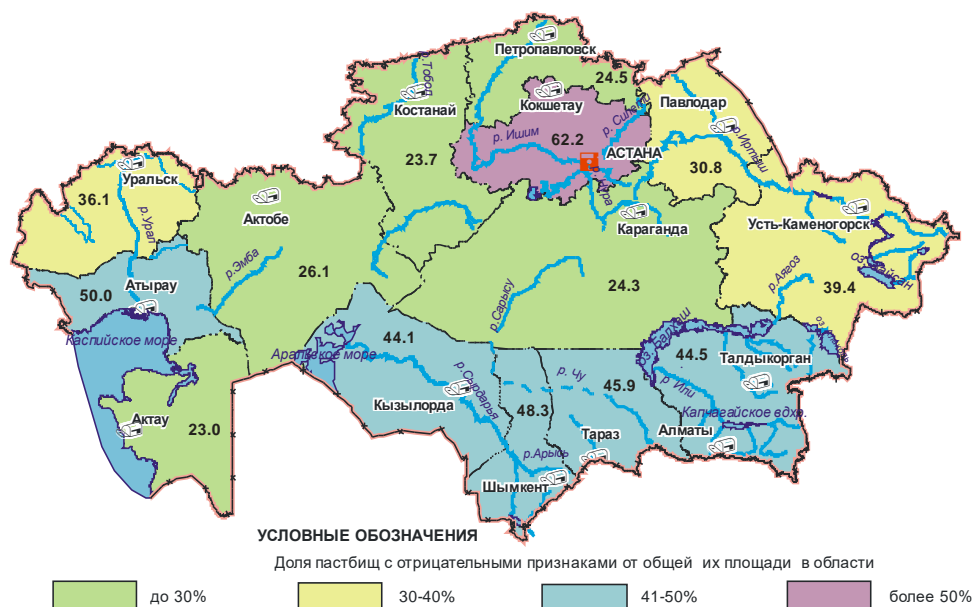 Петропавловск
р.Тобол
24.5
Костанай
Кокшетау
Павлодар
р. Иртыш
р. Ишим
62.2
АСТАНА
23.7
30.8
Уральск
36.1
р.Урал
Актобе
Караганда
Усть-Каменогорск
р.Эмба
26.1
24.3
р.Аягоз
39.4
50.0
Атырау
р.Сарысу
Каспийское море
44.1
Аральское море
оз. Балхаш
44.5
Талдыкорган
р.Сырдарья
р. Чу
45.9
р. Или
Кызылорда
48.3
Капчагайское вдхр.
Актау
23.0
Тараз
Алматы
р.Арысь
Шымкент
УСЛОВНЫЕ ОБОЗНАЧЕНИЯ
Доля пастбищ с отрицательными признаками от общей их площади в области
до 30%
30-40%
41-50%
более 50%